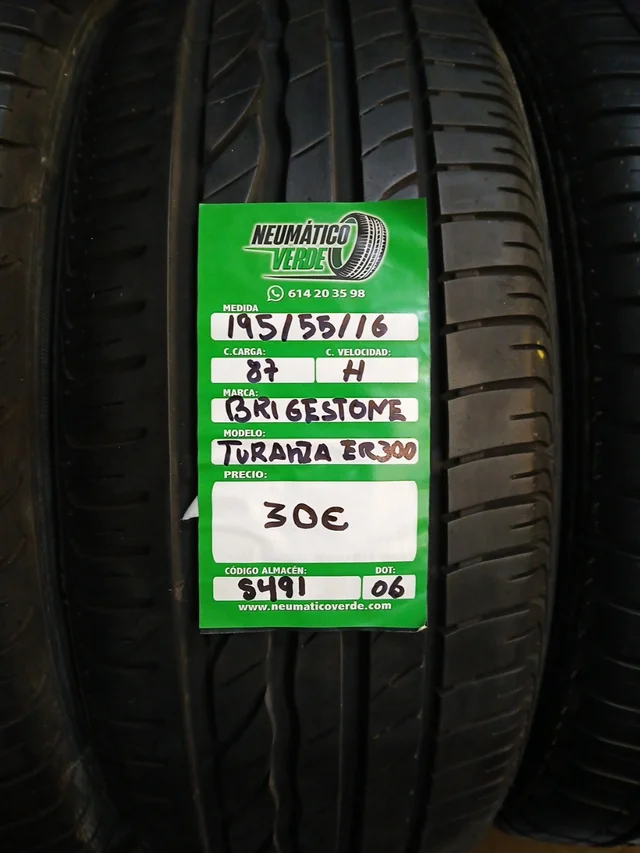 NEUMÁTICO
VERDE
614 20 35 98
MEDIDA
195/55/16
C.CARGA: C. VELOCIDAD:
87 H
MARCA:
BRIGESTONE
MODELO:
TURANZA ER300
PRECIO:
30€
CÓDIGO ALMACÉN: DOT:
S491 06
www.neumaticoverde.com